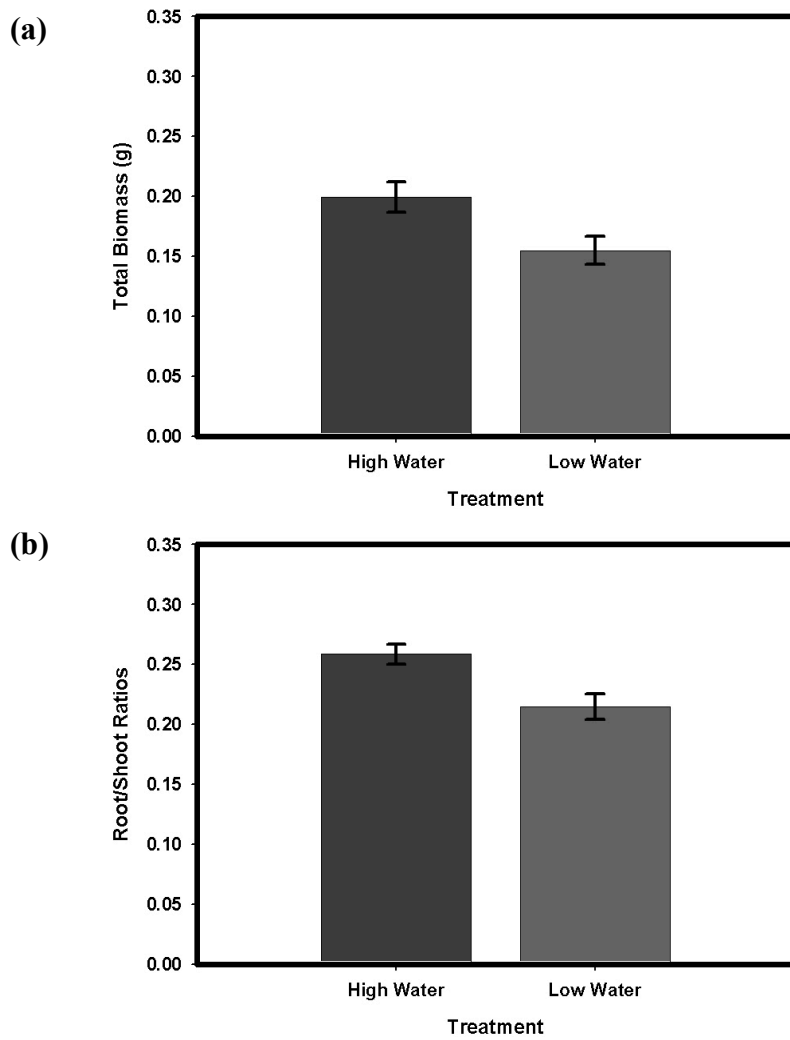 (a)
0.35
0.30
0.25
0.20
0.15
0.10
0.05
0.00
Total Biomass (g)
High Water Low Water
Treatment
(b)
0.35
0.30
0.25
0.20
0.15
0.10
0.05
0.00
Root/Shoot Ratios
High Water Low Water
Treatment